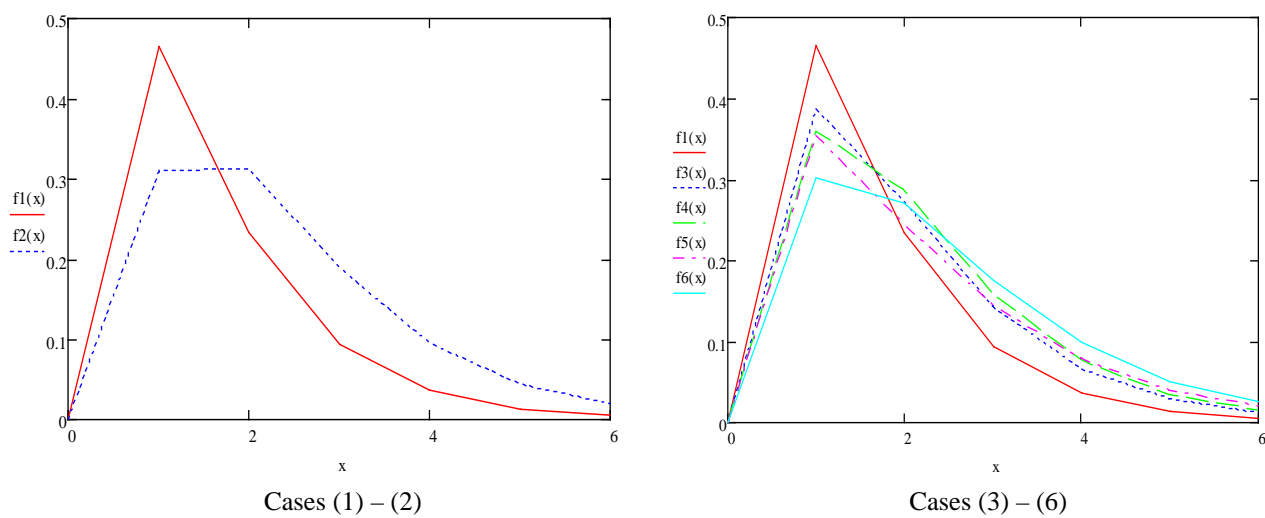 0.5
0.4
0.3
0.2
0.1
0
f1(x)
f2(x)
0 2 4 6
x
Cases (1) – (2)
0.5
0.4
0.3
0.2
0.1
0
f1(x)
f3(x)
f4(x)
f5(x)
f6(x)
0 2 4 6
x
Cases (3) – (6)